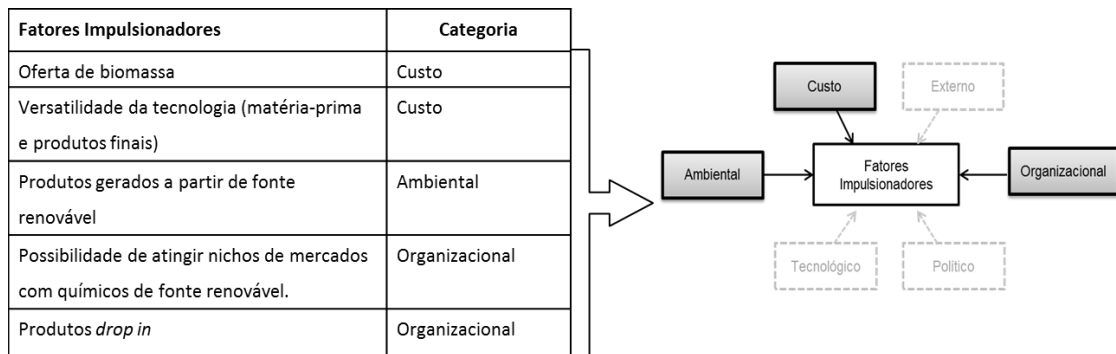 Fatores Impulsionadores Categoria
Oferta de biomassa Custo
Versatilidade da tecnologia (matéria-prima Custo
e produtos finais)
Produtos gerados a partir de fonte Ambiental
renovável
Possibilidade de atingir nichos de mercados Organizacional
com químicos de fonte renovável.
Produtos drop in Organizacional
Custo
Externo
Ambiental
Fatores
Impulsionadores
Organizacional
Tecnológico
Político